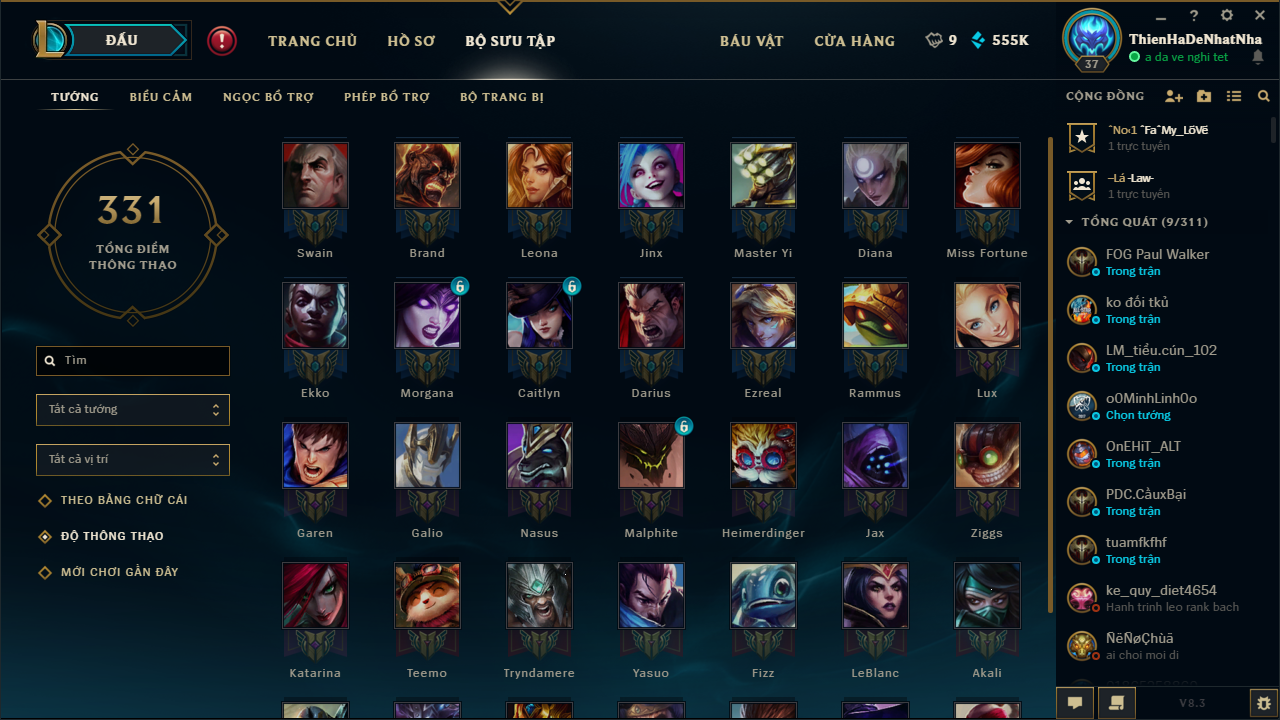 ĐẤU
!
TRANG CHỦ
HỒ SƠ
BỘ SƯU TẬP
BÁU VẬT
CỬA HÀNG
9
555K
?
ThienHaDeNhatNha
a da ve nghi tet
37
TƯỚNG
BIỂU CẢM
NGỌC BỔ TRỢ
PHÉP BỔ TRỢ
BỘ TRANG BỊ
331
TỔNG ĐIỂM
THÔNG THẠO
Tìm
Tất cả tướng
Tất cả vị trí
THEO BẢNG CHỮ CÁI
ĐỘ THÔNG THẠO
MỚI CHƠI GẦN ĐÂY
Swain
Brand
Leona
Jinx
Master Yi
Diana
Miss Fortune
6
6
Ekko
Morgana
Caitlyn
Darius
Ezreal
Rammus
Lux
6
Garen
Galio
Nasus
Malphite
Heimerdinger
Jax
Ziggs
Katarina
Teemo
Tryndamere
Yasuo
Fizz
LeBlanc
Akali
CỘNG ĐỒNG
1 trực tuyến
–Lá -Law-
1 trực tuyến
TỔNG QUÁT (9/311)
FOG Paul Walker
Trong trận
ko đối tkủ
Trong trận
LM_tiểu.cún_102
Trong trận
oOMinhLinhOo
Chọn tướng
OnEHiT_ALT
Trong trận
PDC.CầuxBại
Trong trận
tuamfkfhf
Trong trận
ke_quy_diet4654
Hanh trinh leo rank bach
ÑêÑøÇhùã
ai choi moi di
V8.3